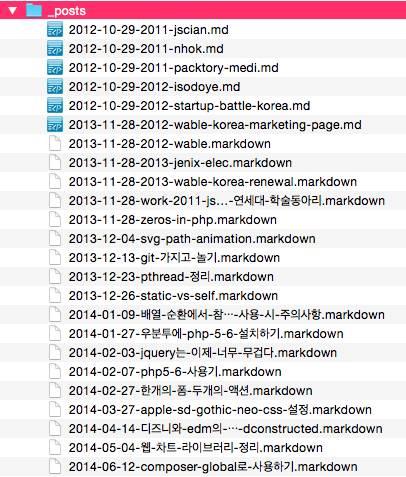 _posts
2012-10-29-2011-jscian.md
2012-10-29-2011-nhok.md
2012-10-29-2011-packtory-medi.md
2012-10-29-2012-isodoye.md
2012-10-29-2012-startup-battle-korea.md
2013-11-28-2012-wable-korea-marketing-page.md
2013-11-28-2012-wable.markdown
2013-11-28-2013-jenix-elec.markdown
2013-11-28-2013-wable-korea-renewal.markdown
2013-11-28-work-2011-js...-연세대-학술동아리.markdown
2013-11-28-zeros-in-php.markdown
2013-12-04-svg-path-animation.markdown
2013-12-13-git-가지고-놀기.markdown
2013-12-23-pthread-정리.markdown
2013-12-26-static-vs-self.markdown
2014-01-09-배열-순환에서-참…-사용-시-주의사항.markdown
2014-01-27-우분투에-php-5-6-설치하기.markdown
2014-02-03-jquery는-이제-너무-무겁다.markdown
2014-02-07-php5-6-사용기.markdown
2014-02-27-한개의-폼-두개의-액션.markdown
2014-03-27-apple-sd-gothic-neo-css-설정.markdown
2014-04-14-디즈니와-edm의-…-dconstructed.markdown
2014-05-04-웹-차트-라이브러리-정리.markdown
2014-06-12-composer-global로-사용하기.markdown